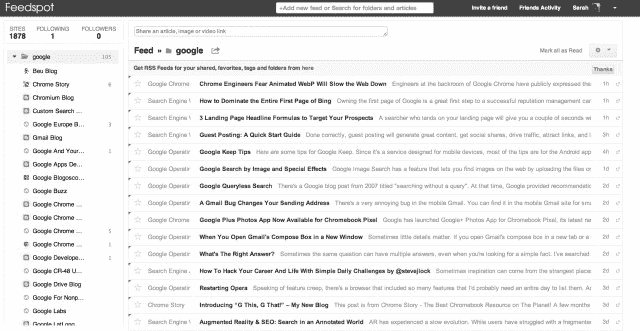 Feedspot
+Add new feed or Search for folders and articles
Invite a friend Friends Activity Sarah
SITES FOLLOWING FOLLOWERS
1878 1 0
Share an article, image or video link
Feed » google
Mark all as Read
Get RSS Feeds for your shared, favorites, tags and folders from here
Thanks
google 105
Beu Blog
Chrome Story 6
Chromium Blog
Custom Search ...
Google Europe B... 3
Gmail Blog
Google And Your... 1
Google Apps De...
Google Blogosco...
Google Buzz
Google Chrome ...
Google Chrome ...
Google Chrome ... 5
Google Chrome ... 1
Google Develope... 1
Google CR-48 U...
Google Drive Blog
Google For Nonp...
Google Labs
Google LatLong
Google Chrome Chrome Engineers Fear Animated WebP Will Slow the Web Down Engineers at the backroom of Google Chrome have publicly expressed the 1h
Search Engine How to Dominate the Entire First Page of Bing Owning the first page of Google is a great first step to a successful reputation management car 1h
Search Engine 3 Landing Page Headline Formulas to Target Your Prospects A searcher who lands on your landing page will give you a couple of seconds 1h
Search Engine Guest Posting: A Quick Start Guids Done correctly, guest posting will generate great content, get social shares, drive traffic, attract links, and 3h
Google Operatin Google Keep Tips Here are some tips for Google Keep. Since it's a service designed for mobile devices, most of the tips are for the Android app 4h
Google Operatin Google Search by Image and Special Effects Google Image Search has a feature that lets you find images on the web by uploading the files or 1d
Google Operatin Google Queryless Search There's a Google blog post from 2007 titled "searching without a query". At that time, Google provided recommendatio 2d
Google Operatin A Gmail Bug Changes Your Sending Address There's a very annoying bug in the mobile Gmail. You can find it in the mobile Gmail site for sma 2d
Google Chrome Google Plus Photos App Now Available for Chromebook Pixel Google has launched Google+ Photos App for Chromebook Pixel, its latest 2d
Google Operatin When You Open Gmail's Compose Box in a New Window Sometimes little details matter. If you open Gmail's compose box in a new tab or a 2d
Google Operatin What's The Right Answer? Sometimes the same question can have multiple answers, even when you're looking for a simple fact. I've searched 2d
Search Engine How To Hack Your Career And Life With Simple Daily Challenges by @stevejlock Sometimes inspiration can come from the strangest place 2d
Google Operatin Restarting Opera Speaking of feature creep, there's a browser that included so many features that I'd probably need an entire day to list them. 3d
Chrome Story Introducing "G This, G That!" – My New Blog This post is from Chrome Story - The Best Chromebook Resource on The Planet! A few months 3d
Search Engine Augmented Reality & SEO: Search in an Annotated World AR has experienced a slow evolution. While users have struggled with a fragmented 3d